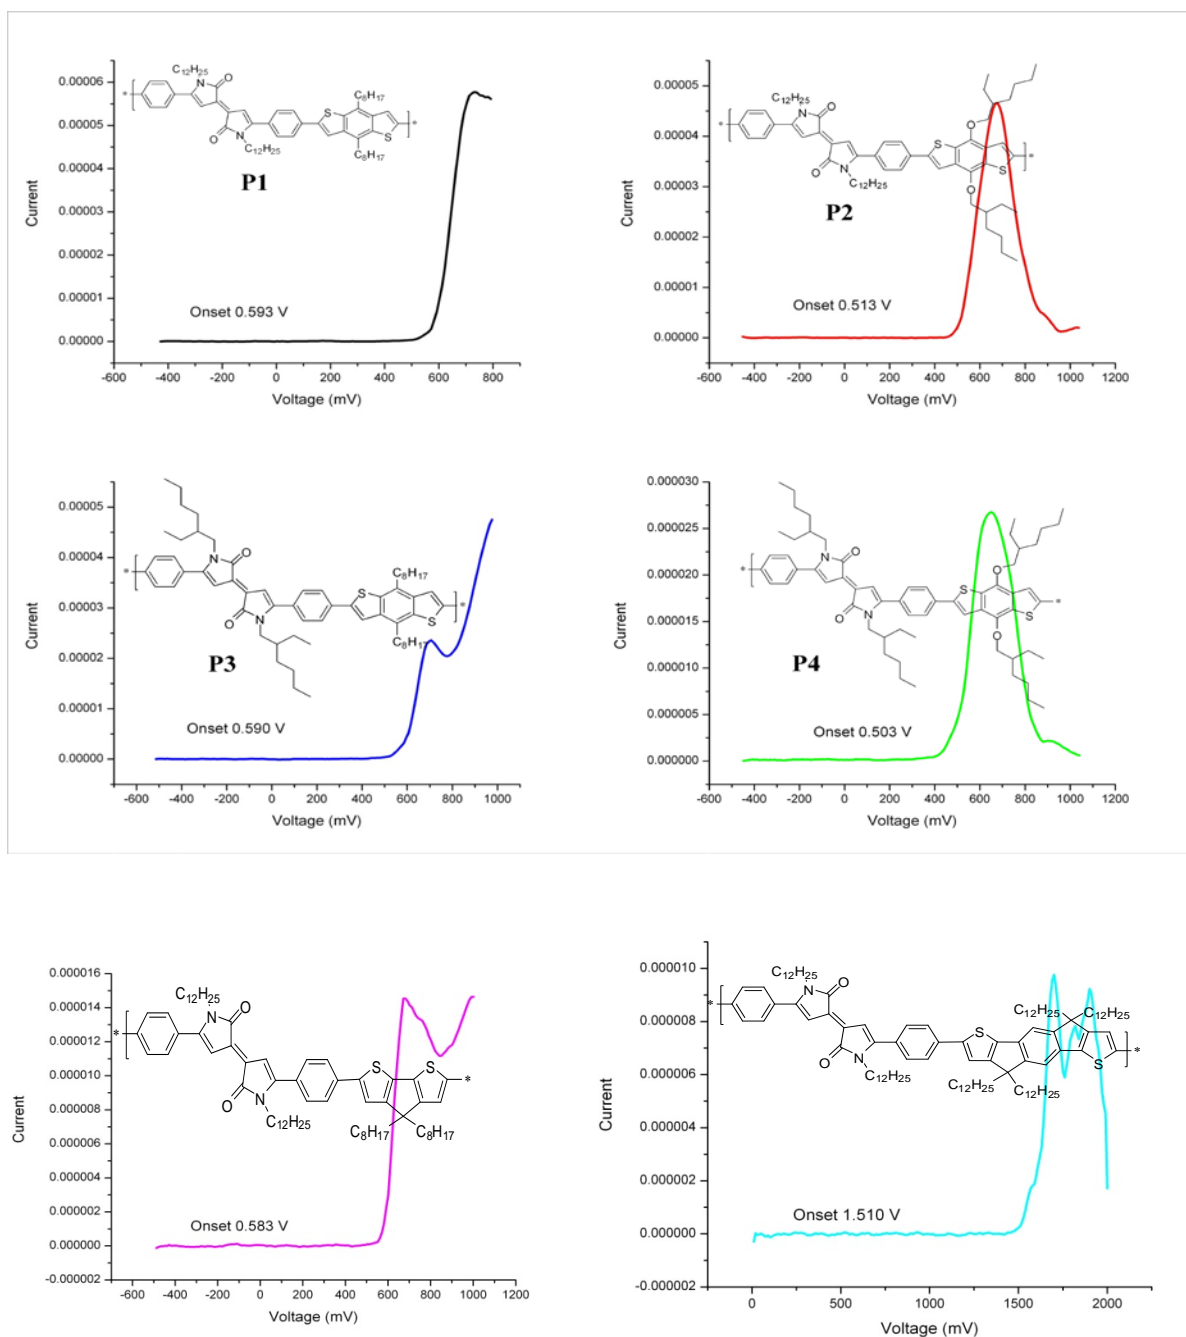 0.00006
0.00005
0.00004
0.00003
0.00002
0.00001
0.00000
Current
-600 -400 -200 0 200 400 600 800 1000
Voltage (mV)
C12H25
N
O
O
N
C12H25
S
C8H17
C8H17
S
* [ ] *
P1
Onset 0.593 V
0.00005
0.00004
0.00003
0.00002
0.00001
0.00000
Current
-600 -400 -200 0 200 400 600 800 1000 1200
Voltage (mV)
C12H25
N
O
O
N
C12H25
S
O
O
S
* [ ] *
P2
Onset 0.513 V
0.00005
0.00004
0.00003
0.00002
0.00001
0.00000
Current
-600 -400 -200 0 200 400 600 800 1000
Voltage (mV)
N
O
O
N
S
C8H17
C8H17
S
* [ ] *
P3
Onset 0.590 V
0.000030
0.000025
0.000020
0.000015
0.000010
0.000005
0.000000
Current
-600 -400 -200 0 200 400 600 800 1000 1200
Voltage (mV)
N
O
O
N
S
O
O
S
* [ ] *
P4
Onset 0.503 V
0.000016
0.000014
0.000012
0.000010
0.000008
0.000006
0.000004
0.000002
0.000000
-0.000002
Current
-600 -400 -200 0 200 400 600 800 1000 1200
Voltage (mV)
C12H25
N
O
O
N
C12H25
S
S
C8H17 C8H17
* [ ] *
Onset 0.583 V
0.000010
0.000008
0.000006
0.000004
0.000002
0.000000
-0.000002
Current
0 500 1000 1500 2000
Voltage (mV)
C12H25
N
O
O
N
C12H25
S
C12H25 C12H25
C12H25 C12H25
S
* [ ] *
Onset 1.510 V